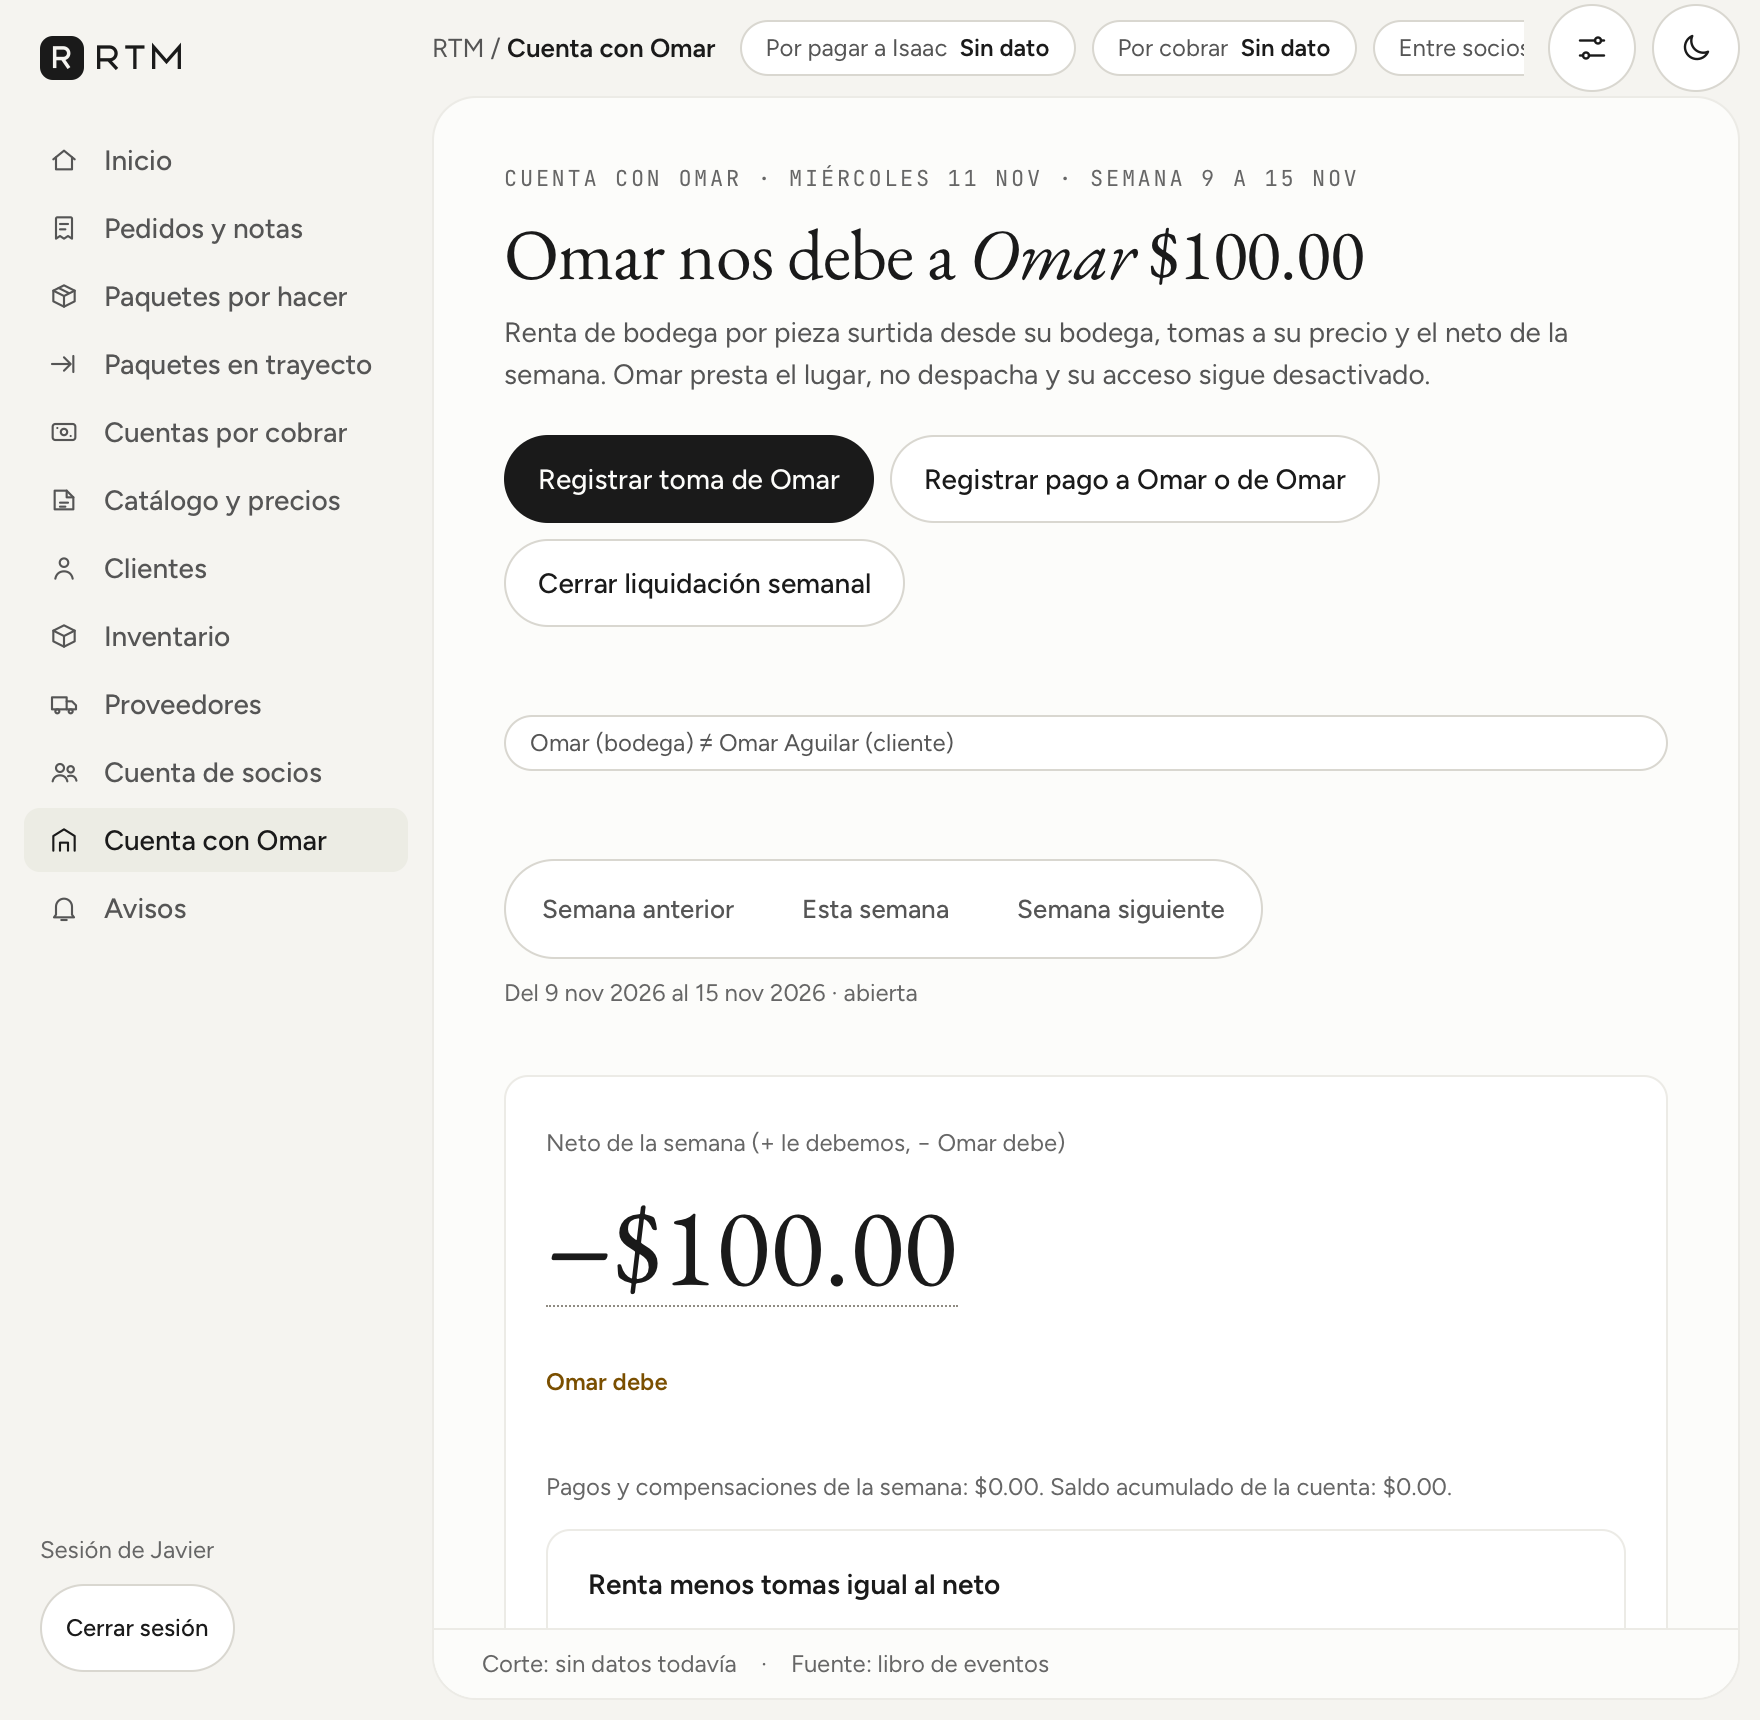 RTM
Inicio
Pedidos y notas
Paquetes por hacer
Paquetes en trayecto
Cuentas por cobrar
Catálogo y precios
Clientes
Inventario
Proveedores
Cuenta de socios
Cuenta con Omar
Avisos
Sesión de Javier
Cerrar sesión
RTM / Cuenta con Omar
Por pagar a Isaac Sin dato
Por cobrar Sin dato
Entre socios
CUENTA CON OMAR · MIÉRCOLES 11 NOV · SEMANA 9 A 15 NOV
Omar nos debe a Omar $100.00
Renta de bodega por pieza surtida desde su bodega, tomas a su precio y el neto de la
semana. Omar presta el lugar, no despacha y su acceso sigue desactivado.
Registrar toma de Omar
Registrar pago a Omar o de Omar
Cerrar liquidación semanal
Omar (bodega) ≠ Omar Aguilar (cliente)
Semana anterior
Esta semana
Semana siguiente
Del 9 nov 2026 al 15 nov 2026 · abierta
Neto de la semana (+ le debemos, − Omar debe)
−$100.00
Omar debe
Pagos y compensaciones de la semana: $0.00. Saldo acumulado de la cuenta: $0.00.
Renta menos tomas igual al neto
Corte: sin datos todavía · Fuente: libro de eventos